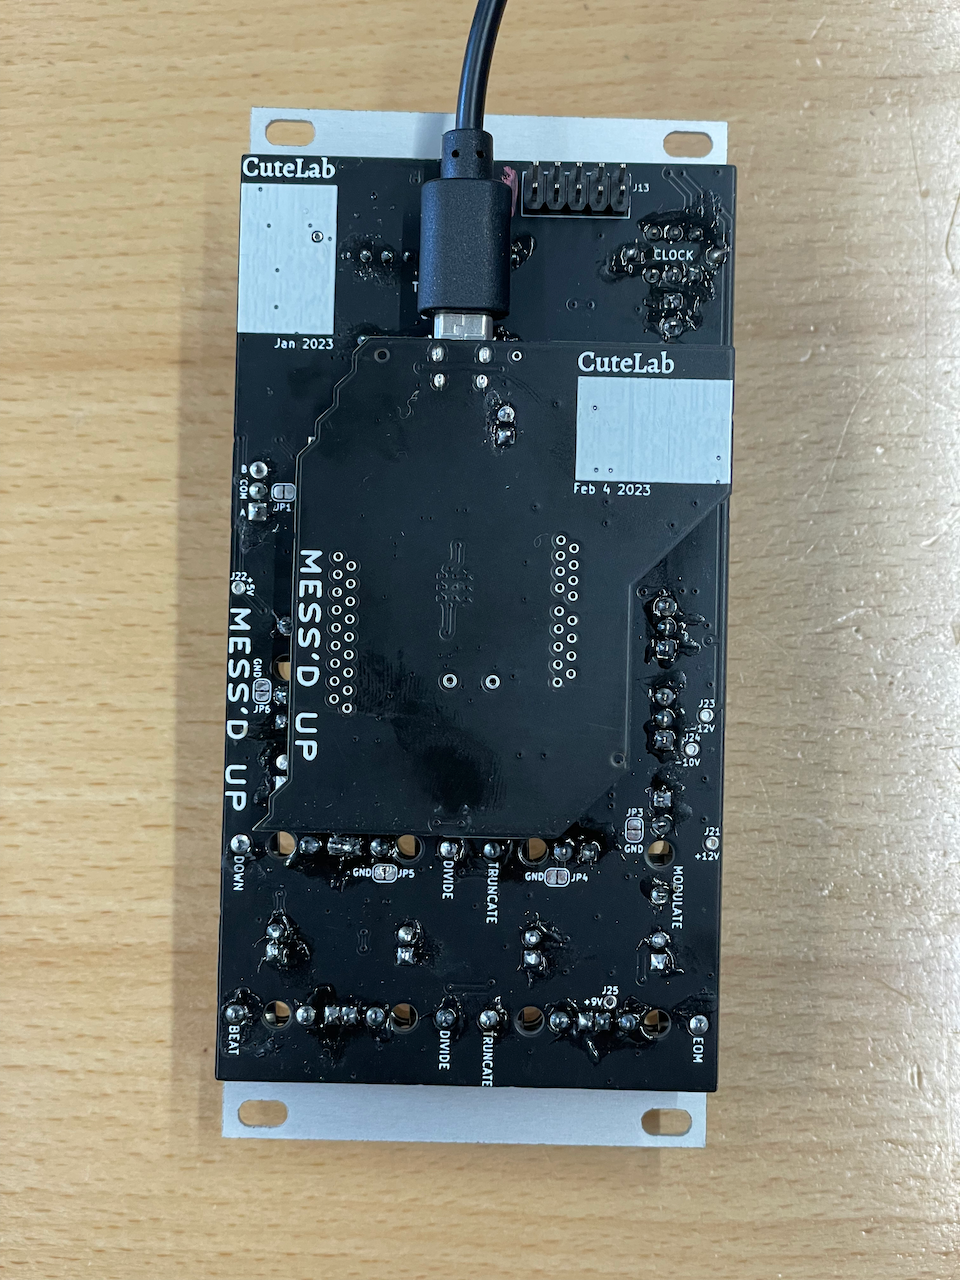 CuteLab
J13
CLOCK
T
Jan 2023
CuteLab
Feb 4 2023
B
COM
A
JP1
J22
+5V
MESS'D UP
MESS'D UP
GND
JP6
J23
-12V
J24
-10V
JP3
GND
J21
+12V
DOWN
GND JP5
DIVIDE
TRUNCATE
GND JP4
MODULATE
J25
+9V
BEAT
DIVIDE
TRUNCATE
EOM